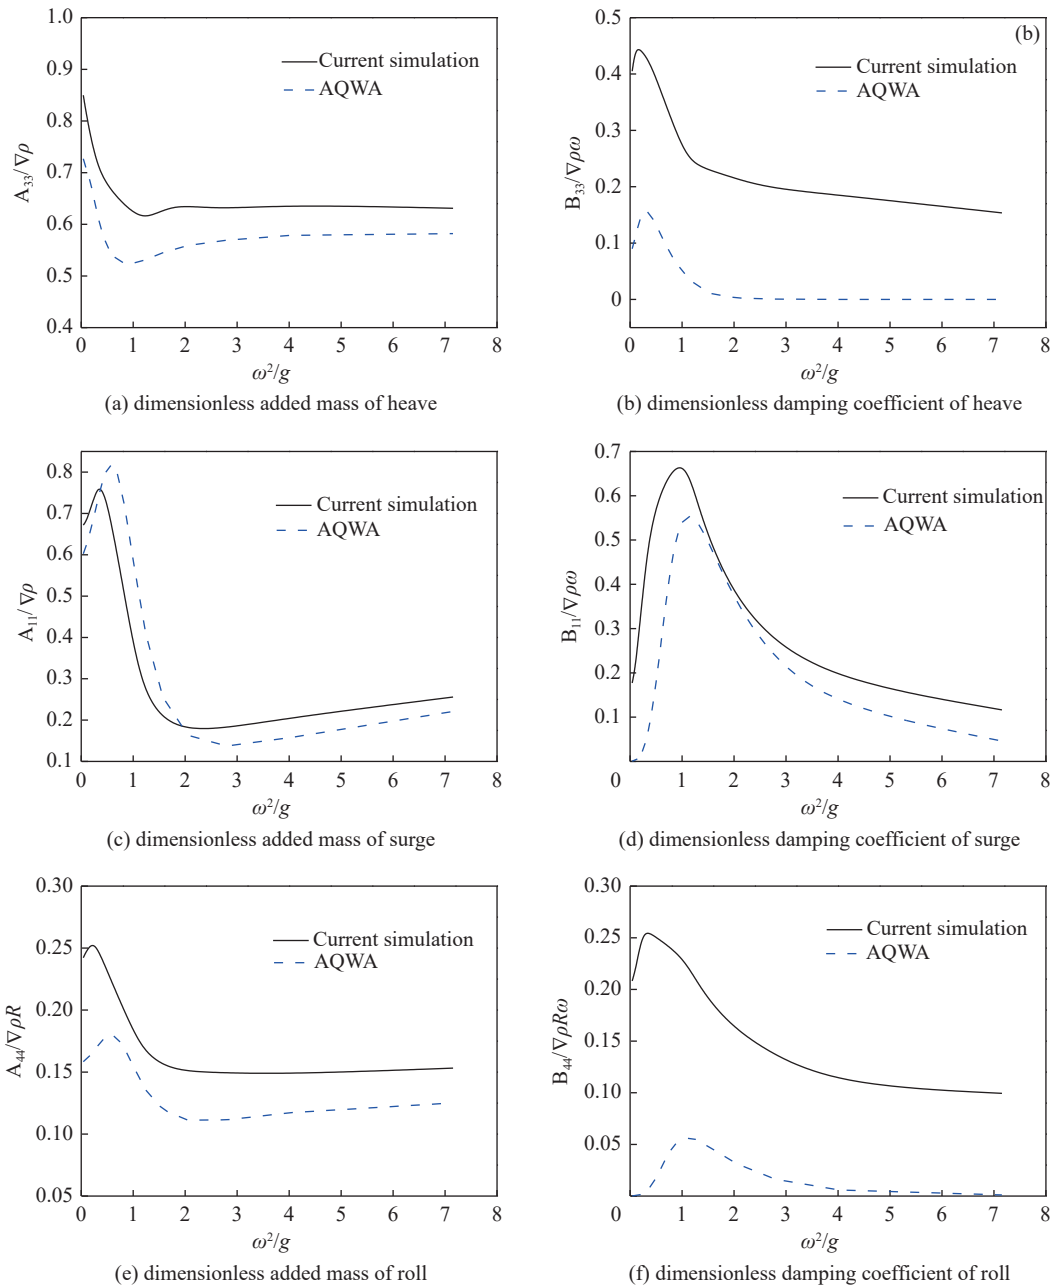 1.0
0.9
0.8
0.7
0.6
0.5
0.4
A₃₃/∇ρ
Current simulation
AQWA
0 1 2 3 4 5 6 7 8
ω²/g
(a) dimensionless added mass of heave
(b)
0.5
0.4
0.3
0.2
0.1
0
B₃₃/∇ρω
Current simulation
AQWA
0 1 2 3 4 5 6 7 8
ω²/g
(b) dimensionless damping coefficient of heave
0.8
0.7
0.6
0.5
0.4
0.3
0.2
0.1
A₁₁/∇ρ
Current simulation
AQWA
0 1 2 3 4 5 6 7 8
ω²/g
(c) dimensionless added mass of surge
0.7
0.6
0.5
0.4
0.3
0.2
0.1
B₁₁/∇ρω
Current simulation
AQWA
0 1 2 3 4 5 6 7 8
ω²/g
(d) dimensionless damping coefficient of surge
0.30
0.25
0.20
0.15
0.10
0.05
A₄₄/∇ρR
Current simulation
AQWA
0 1 2 3 4 5 6 7 8
ω²/g
(e) dimensionless added mass of roll
0.30
0.25
0.20
0.15
0.10
0.05
B₄₄/∇ρRω
Current simulation
AQWA
0 1 2 3 4 5 6 7 8
ω²/g
(f) dimensionless damping coefficient of roll